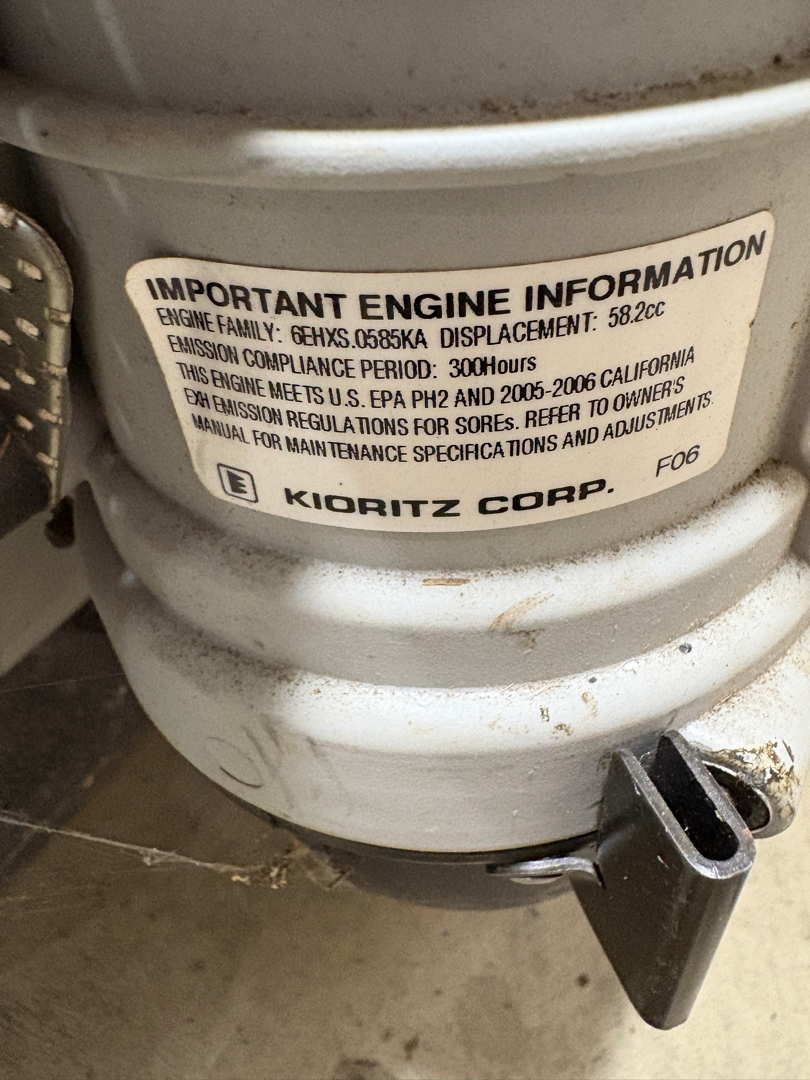 IMPORTANT ENGINE INFORMATION
ENGINE FAMILY: 6EHXS.0585KA DISPLACEMENT: 58.2cc
EMISSION COMPLIANCE PERIOD: 300Hours
THIS ENGINE MEETS U.S. EPA PH2 AND 2005-2006 CALIFORNIA
EXH EMISSION REGULATIONS FOR SOREs. REFER TO OWNER'S
MANUAL FOR MAINTENANCE SPECIFICATIONS AND ADJUSTMENTS.
E KIORITZ CORP. F06